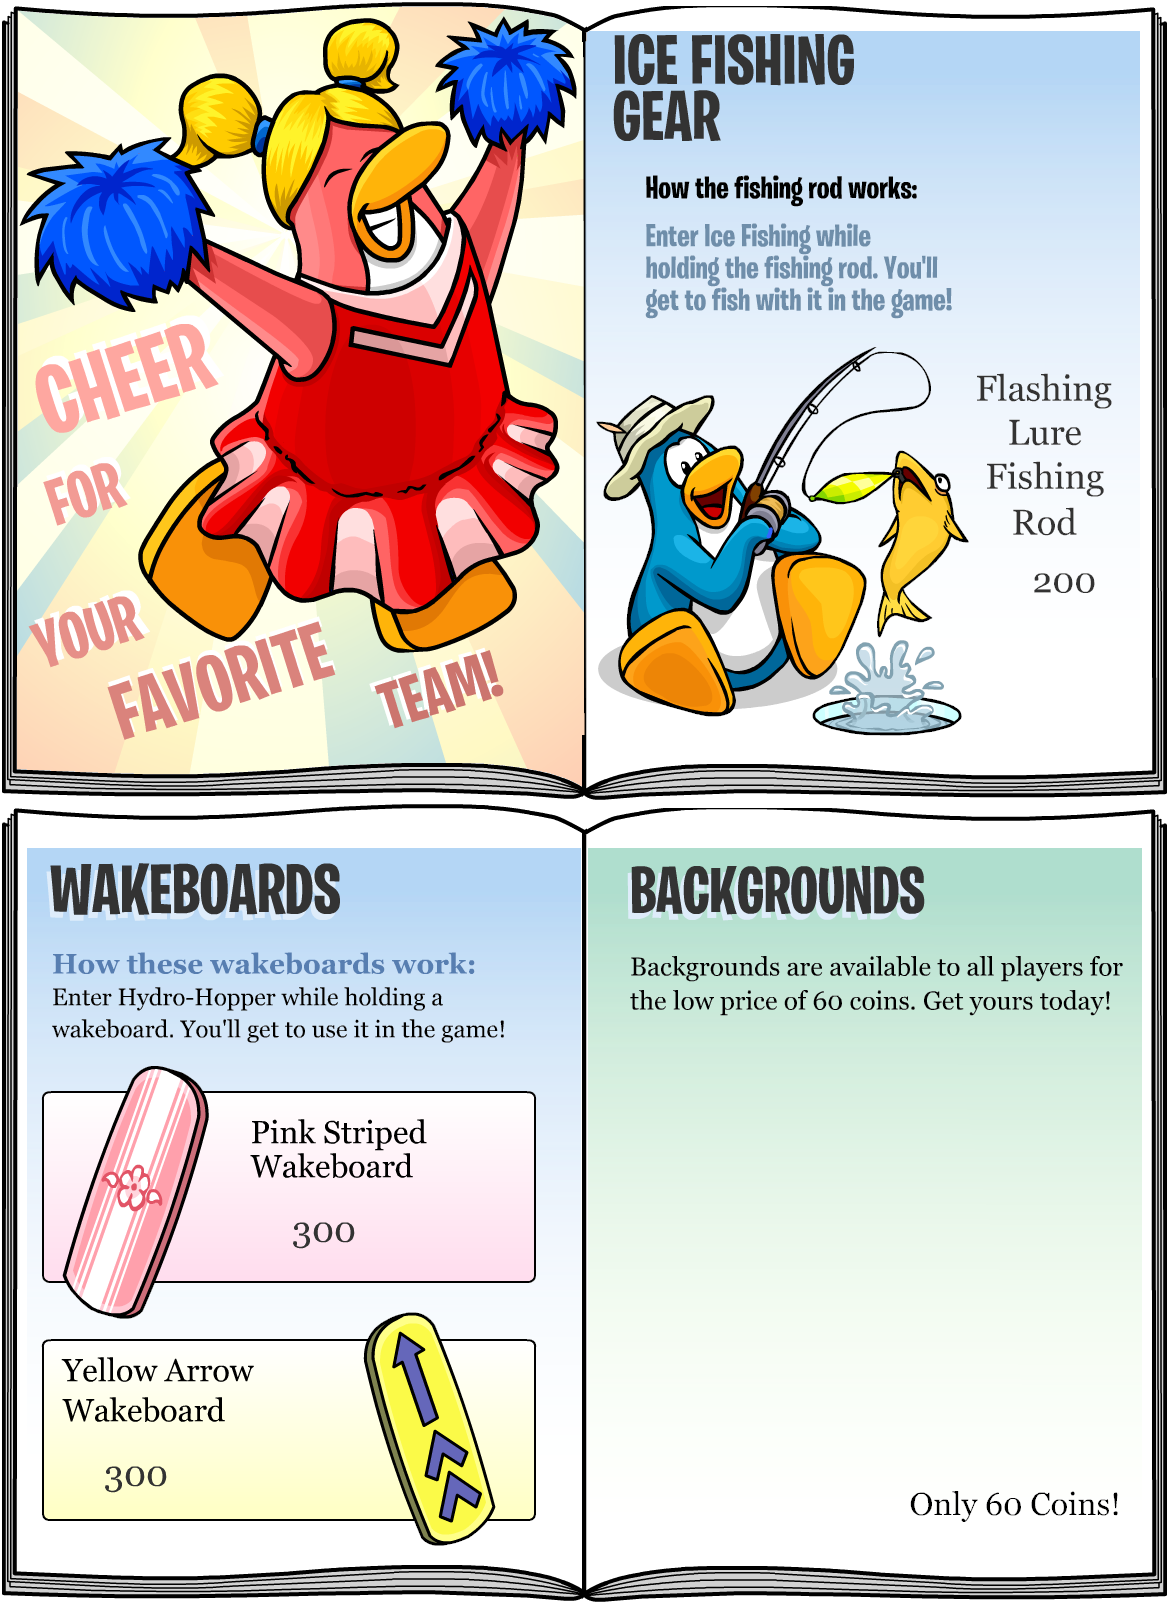 CHEER
FOR
YOUR
FAVORITE
TEAM!
ICE FISHING
GEAR
How the fishing rod works:
Enter Ice Fishing while
holding the fishing rod. You'll
get to fish with it in the game!
Flashing
Lure
Fishing
Rod
200
WAKEBOARDS
How these wakeboards work:
Enter Hydro-Hopper while holding a
wakeboard. You'll get to use it in the game!
Pink Striped
Wakeboard
300
Yellow Arrow
Wakeboard
300
BACKGROUNDS
Backgrounds are available to all players for
the low price of 60 coins. Get yours today!
Only 60 Coins!